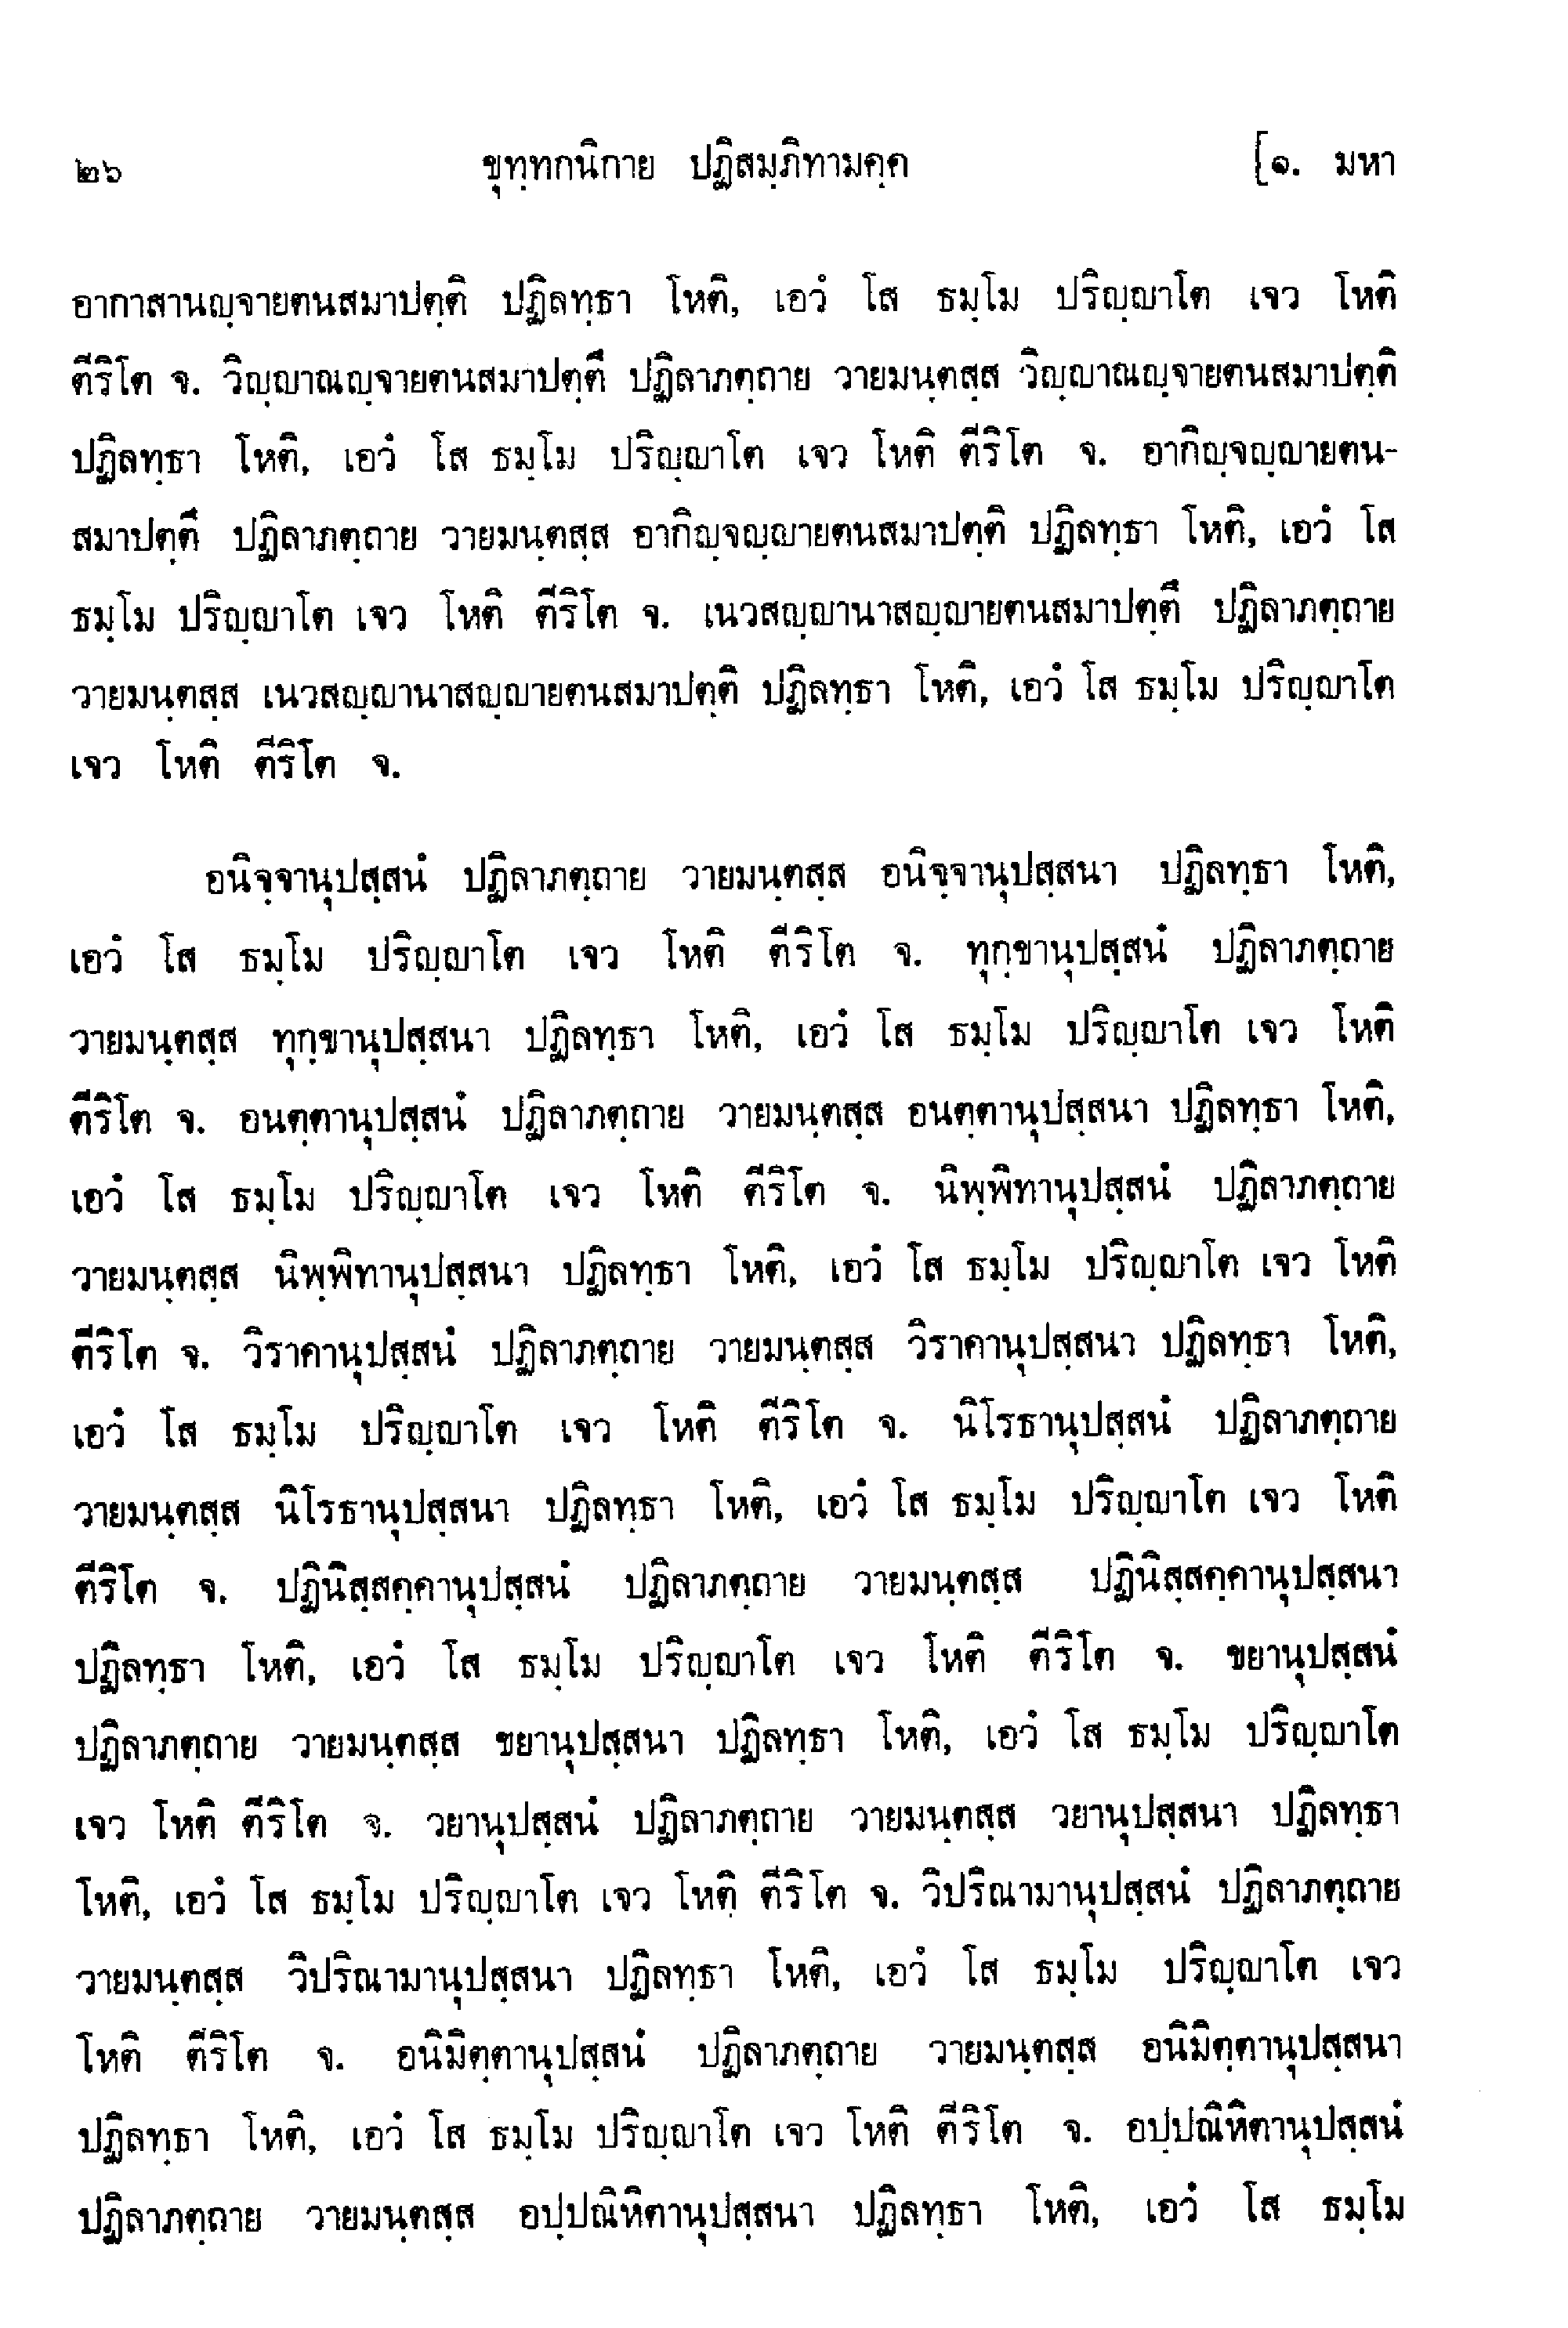 ๒๖ ขุทฺทกนิกาย ปฏิสมฺภิทามคฺค [๑. มหา
อากาสานญฺจายตนสมาปตฺติ ปฏิลทฺธา โหติ, เอวํ โส ธมฺโม ปริญฺญาโต เจว โหติ
ตีริโต จ. วิญฺญาณญฺจายตนสมาปตฺตึ ปฏิลาภตฺถาย วายมนฺตสฺส วิญฺญาณญฺจายตนสมาปตฺติ
ปฏิลทฺธา โหติ, เอวํ โส ธมฺโม ปริญฺญาโต เจว โหติ ตีริโต จ. อากิญฺจญฺญายตน-
สมาปตฺตึ ปฏิลาภตฺถาย วายมนฺตสฺส อากิญฺจญฺญายตนสมาปตฺติ ปฏิลทฺธา โหติ, เอวํ โส
ธมฺโม ปริญฺญาโต เจว โหติ ตีริโต จ. เนวสญฺญานาสญฺญายตนสมาปตฺตึ ปฏิลาภตฺถาย
วายมนฺตสฺส เนวสญฺญานาสญฺญายตนสมาปตฺติ ปฏิลทฺธา โหติ, เอวํ โส ธมฺโม ปริญฺญาโต
เจว โหติ ตีริโต จ.
อนิจฺจานุปสฺสนํ ปฏิลาภตฺถาย วายมนฺตสฺส อนิจฺจานุปสฺสนา ปฏิลทฺธา โหติ,
เอวํ โส ธมฺโม ปริญฺญาโต เจว โหติ ตีริโต จ. ทุกฺขานุปสฺสนํ ปฏิลาภตฺถาย
วายมนฺตสฺส ทุกฺขานุปสฺสนา ปฏิลทฺธา โหติ, เอวํ โส ธมฺโม ปริญฺญาโต เจว โหติ
ตีริโต จ. อนตฺตานุปสฺสนํ ปฏิลาภตฺถาย วายมนฺตสฺส อนตฺตานุปสฺสนา ปฏิลทฺธา โหติ,
เอวํ โส ธมฺโม ปริญฺญาโต เจว โหติ ตีริโต จ. นิพฺพิทานุปสฺสนํ ปฏิลาภตฺถาย
วายมนฺตสฺส นิพฺพิทานุปสฺสนา ปฏิลทฺธา โหติ, เอวํ โส ธมฺโม ปริญฺญาโต เจว โหติ
ตีริโต จ. วิราคานุปสฺสนํ ปฏิลาภตฺถาย วายมนฺตสฺส วิราคานุปสฺสนา ปฏิลทฺธา โหติ,
เอวํ โส ธมฺโม ปริญฺญาโต เจว โหติ ตีริโต จ. นิโรธานุปสฺสนํ ปฏิลาภตฺถาย
วายมนฺตสฺส นิโรธานุปสฺสนา ปฏิลทฺธา โหติ, เอวํ โส ธมฺโม ปริญฺญาโต เจว โหติ
ตีริโต จ. ปฏินิสฺสคฺคานุปสฺสนํ ปฏิลาภตฺถาย วายมนฺตสฺส ปฏินิสฺสคฺคานุปสฺสนา
ปฏิลทฺธา โหติ, เอวํ โส ธมฺโม ปริญฺญาโต เจว โหติ ตีริโต จ. ขยานุปสฺสนํ
ปฏิลาภตฺถาย วายมนฺตสฺส ขยานุปสฺสนา ปฏิลทฺธา โหติ, เอวํ โส ธมฺโม ปริญฺญาโต
เจว โหติ ตีริโต จ. วยานุปสฺสนํ ปฏิลาภตฺถาย วายมนฺตสฺส วยานุปสฺสนา ปฏิลทฺธา
โหติ, เอวํ โส ธมฺโม ปริญฺญาโต เจว โหติ ตีริโต จ. วิปริณามานุปสฺสนํ ปฏิลาภตฺถาย
วายมนฺตสฺส วิปริณามานุปสฺสนา ปฏิลทฺธา โหติ, เอวํ โส ธมฺโม ปริญฺญาโต เจว
โหติ ตีริโต จ. อนิมิตฺตานุปสฺสนํ ปฏิลาภตฺถาย วายมนฺตสฺส อนิมิตฺตานุปสฺสนา
ปฏิลทฺธา โหติ, เอวํ โส ธมฺโม ปริญฺญาโต เจว โหติ ตีริโต จ. อปฺปณิหิตานุปสฺสนํ
ปฏิลาภตฺถาย วายมนฺตสฺส อปฺปณิหิตานุปสฺสนา ปฏิลทฺธา โหติ, เอวํ โส ธมฺโม